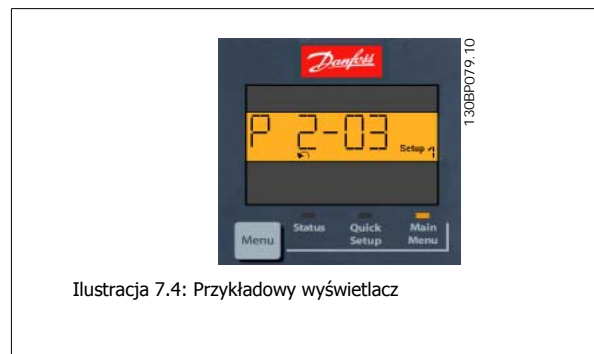 Danfoss
130BP079.10
P 2-03 Setup 1
Menu
Status
Quick Setup
Main Menu
Ilustracja 7.4: Przykładowy wyświetlacz